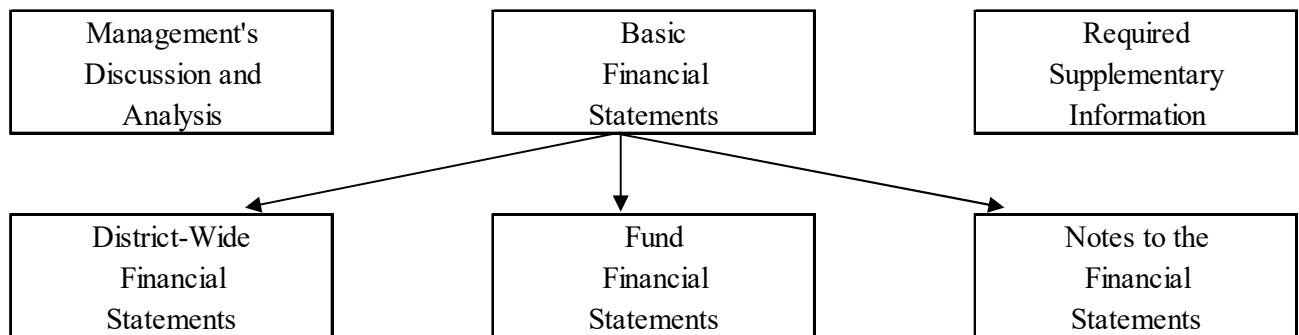 Management's
Discussion and
Analysis
Basic
Financial
Statements
Required
Supplementary
Information
District-Wide
Financial
Statements
Fund
Financial
Statements
Notes to the
Financial
Statements